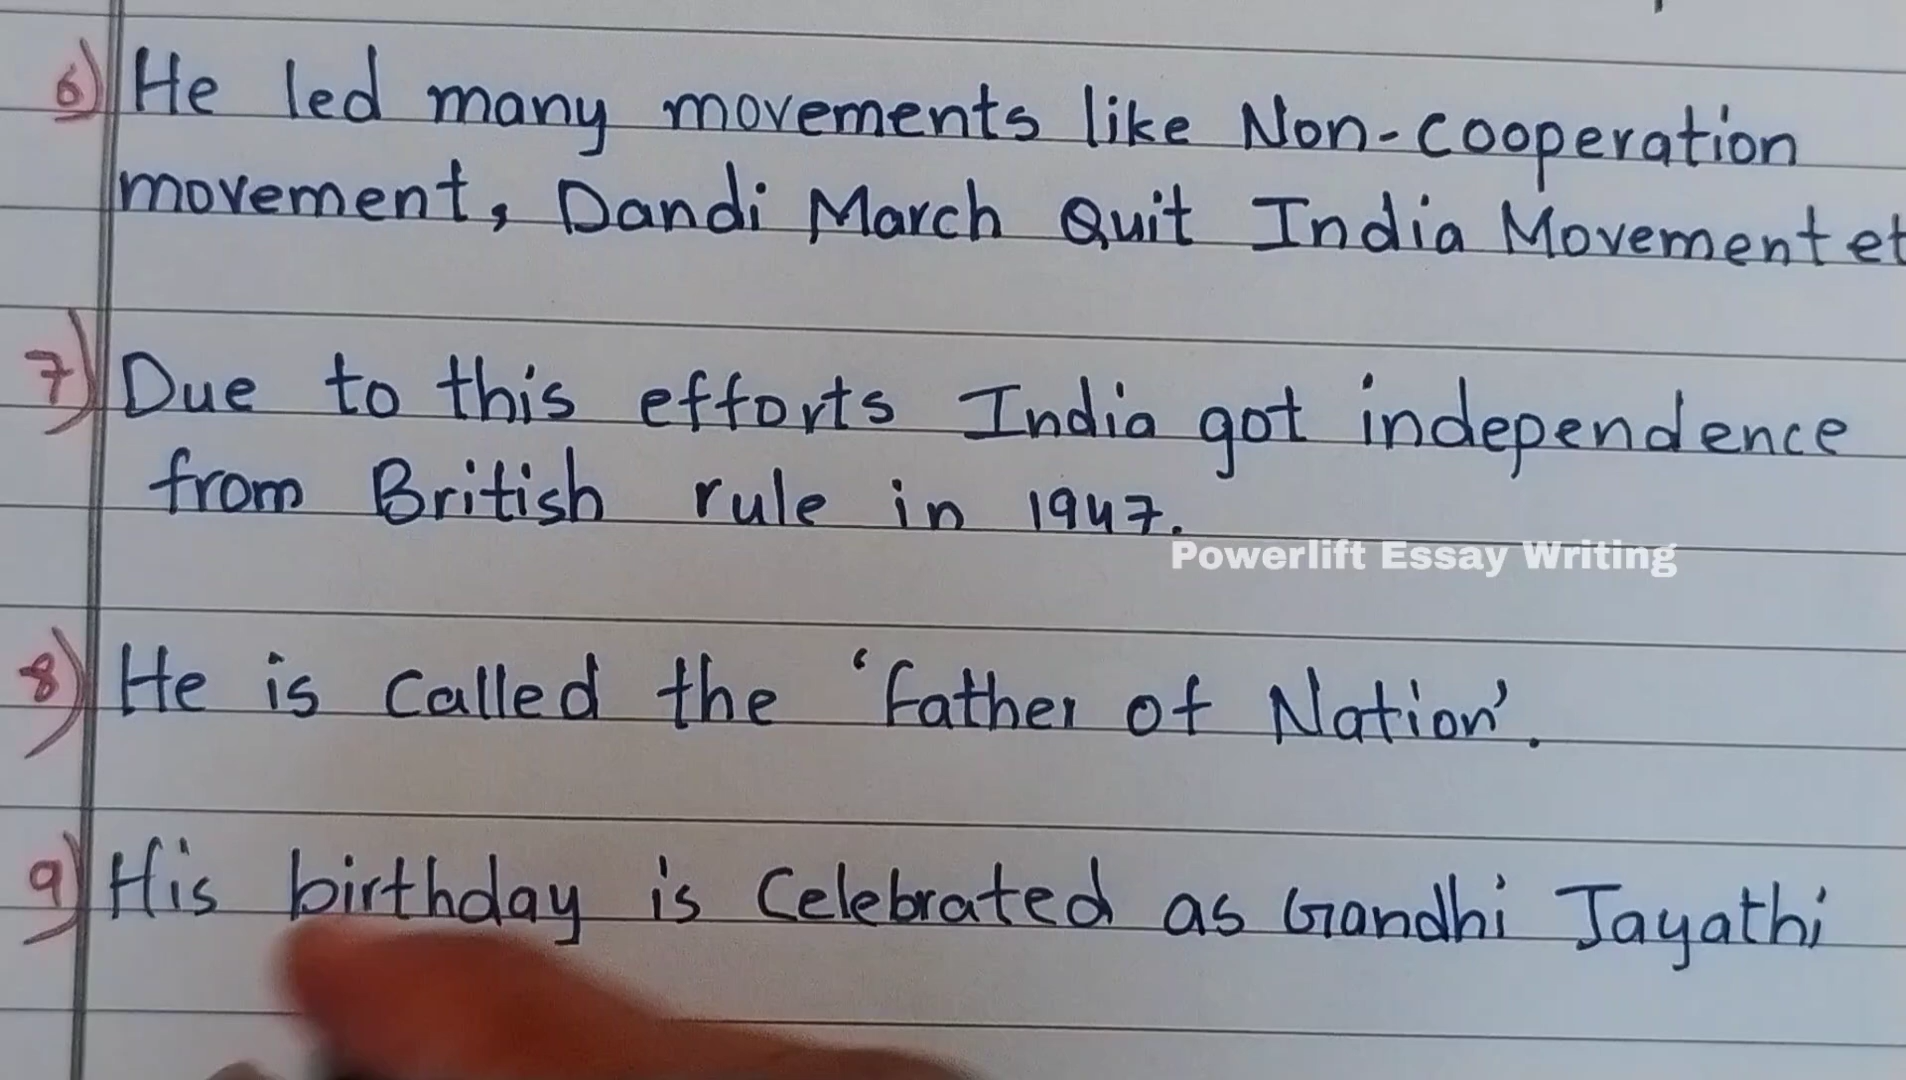 6) He led many movements like Non-cooperation
movement, Dandi March Quit India Movement et
7) Due to this efforts India got independence
from British rule in 1947.
Powerlift Essay Writing
8) He is called the 'father of Nation'.
9) His birthday is Celebrated as Gandhi Jayathi